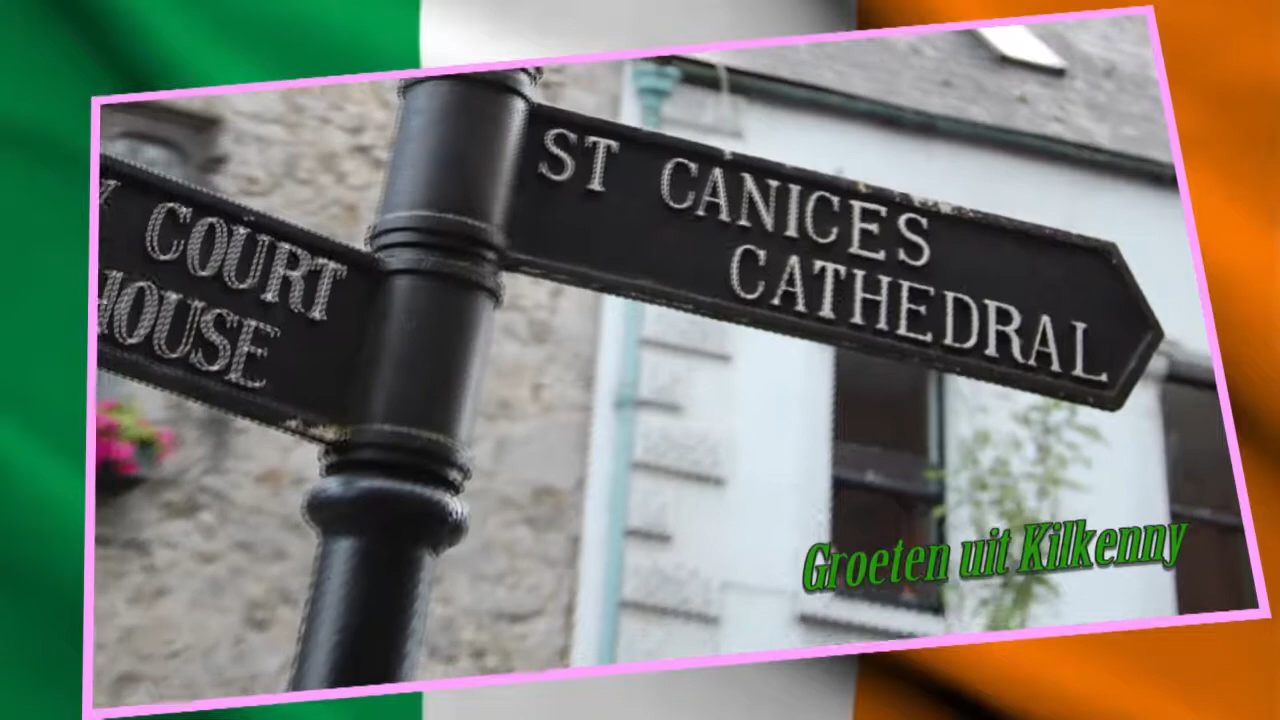 COURT
HOUSE
ST CANICES
CATHEDRAL
Groeten uit Kilkenny